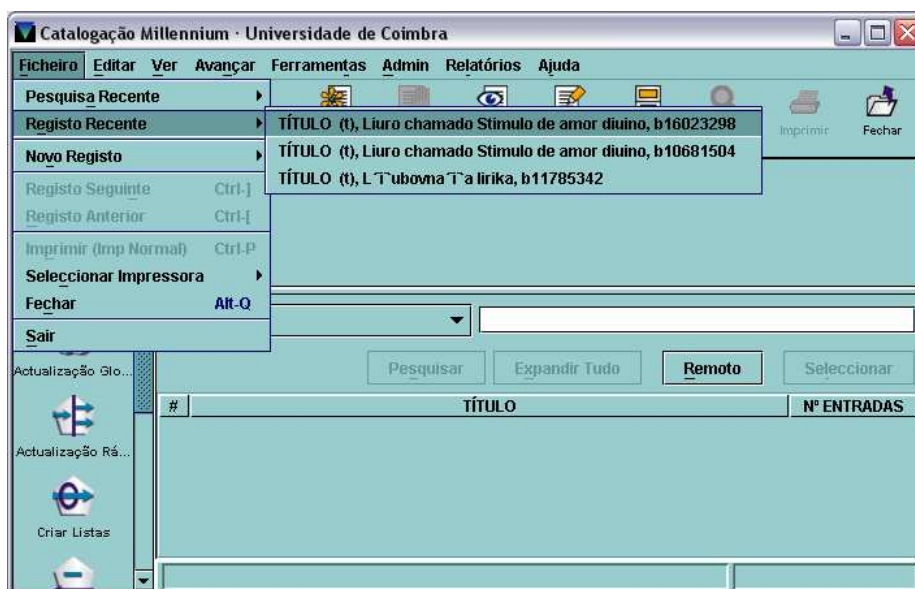 Catalogação Millennium · Universidade de Coimbra
Ficheiro Editar Ver Avançar Ferramentas Admin Relatórios Ajuda
Pesquisa Recente
Registo Recente
Novo Registo
Registo Seguinte Ctrl-]
Registo Anterior Ctrl-[
Imprimir (Imp Normal) Ctrl-P
Seleccionar Impressora
Fechar Alt-Q
Sair
TÍTULO (t), Liuro chamado Stimulo de amor diuino, b16023298
TÍTULO (t), Liuro chamado Stimulo de amor diuino, b10681504
TÍTULO (t), L ̈I ̀ubovna ̈I ̀a lirika, b11785342
Imprimir Fechar
Pesquisar Expandir Tudo Remoto Seleccionar
# TÍTULO Nº ENTRADAS
Actualização Glo...
Actualização Rá...
Criar Listas